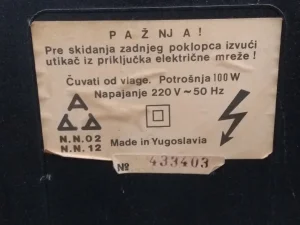 PAŽNJA!
Pre skidanja zadnjeg poklopca izvući
utikač iz priključka električne mreže!
Čuvati od vlage. Potrošnja 100 W
Napajanje 220 V ~ 50 Hz
N.N.02
N.N.12
Made in Yugoslavia
№ 433403